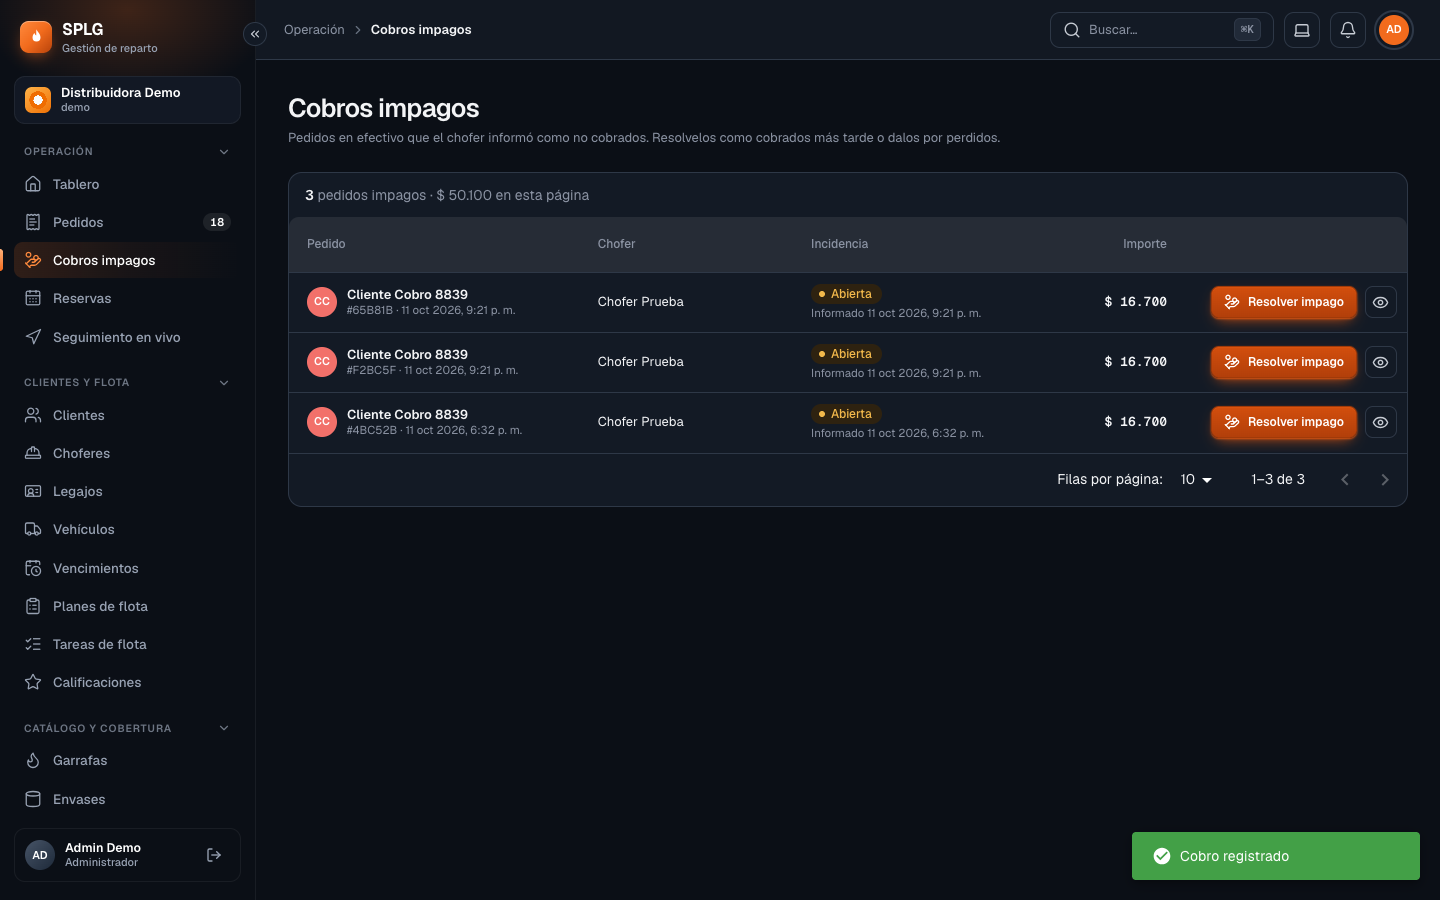 SPLG
Gestión de reparto
Distribuidora Demo
demo
OPERACIÓN
Tablero
Pedidos
18
Cobros impagos
Reservas
Seguimiento en vivo
CLIENTES Y FLOTA
Clientes
Choferes
Legajos
Vehículos
Vencimientos
Planes de flota
Tareas de flota
Calificaciones
CATÁLOGO Y COBERTURA
Garrafas
Envases
AD
Admin Demo
Administrador
Operación
Cobros impagos
Buscar...
⌘K
AD
Cobros impagos
Pedidos en efectivo que el chofer informó como no cobrados. Resolvelos como cobrados más tarde o dalos por perdidos.
3 pedidos impagos · $ 50.100 en esta página
Pedido Chofer Incidencia Importe
CC Cliente Cobro 8839 Chofer Prueba Abierta $ 16.700 Resolver impago
#65B81B · 11 oct 2026, 9:21 p. m. Informado 11 oct 2026, 9:21 p. m.
CC Cliente Cobro 8839 Chofer Prueba Abierta $ 16.700 Resolver impago
#F2BC5F · 11 oct 2026, 9:21 p. m. Informado 11 oct 2026, 9:21 p. m.
CC Cliente Cobro 8839 Chofer Prueba Abierta $ 16.700 Resolver impago
#4BC52B · 11 oct 2026, 6:32 p. m. Informado 11 oct 2026, 6:32 p. m.
Filas por página: 10 1–3 de 3
Cobro registrado